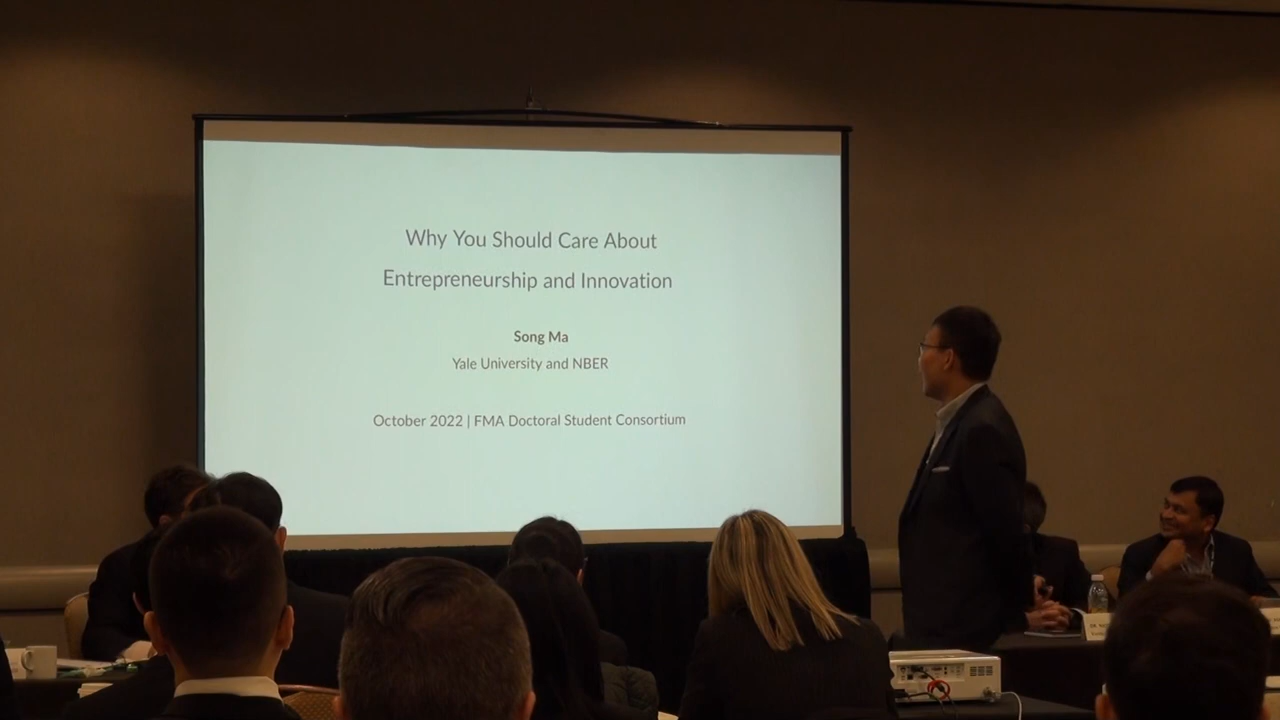 Why You Should Care About
Entrepreneurship and Innovation
Song Ma
Yale University and NBER
October 2022 | FMA Doctoral Student Consortium